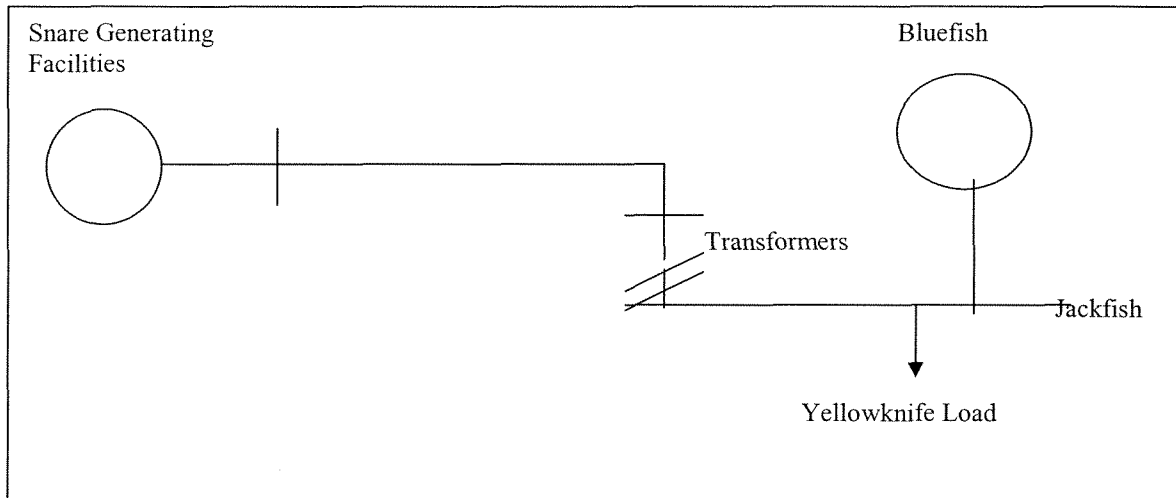 Snare Generating
Facilities
Bluefish
Transformers
Jackfish
Yellowknife Load